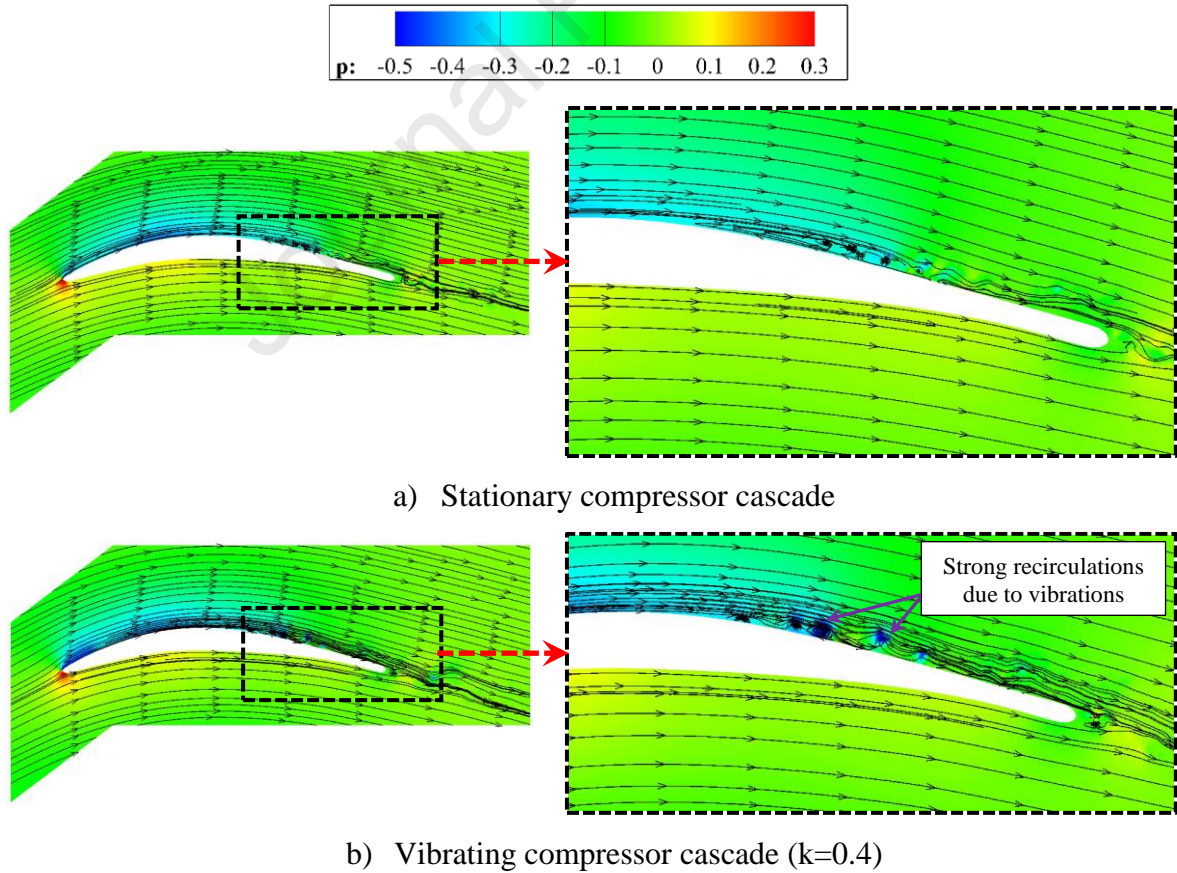 p: -0.5 -0.4 -0.3 -0.2 -0.1 0 0.1 0.2 0.3
a) Stationary compressor cascade
Strong recirculations
due to vibrations
b) Vibrating compressor cascade (k=0.4)